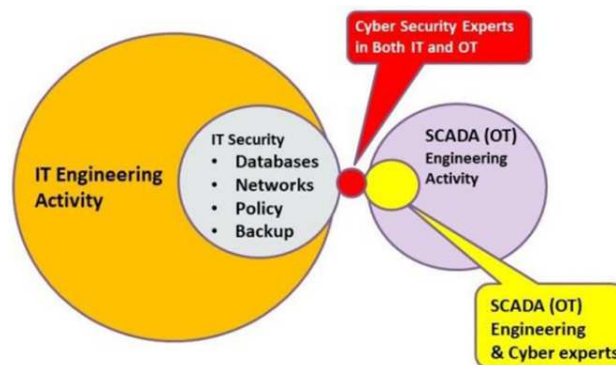 Cyber Security Experts
in Both IT and OT
IT Engineering
Activity
IT Security
• Databases
• Networks
• Policy
• Backup
SCADA (OT)
Engineering
Activity
SCADA (OT)
Engineering
& Cyber experts